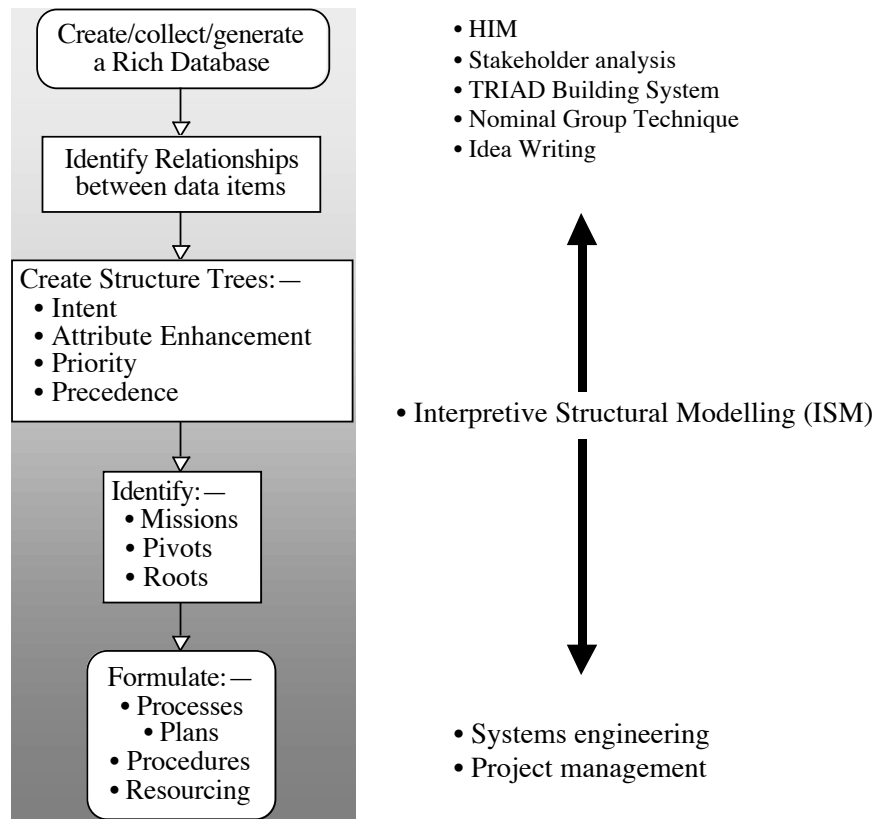 Create/collect/generate
a Rich Database
Identify Relationships
between data items
Create Structure Trees:—
• Intent
• Attribute Enhancement
• Priority
• Precedence
Identify:—
• Missions
• Pivots
• Roots
Formulate:—
• Processes
• Plans
• Procedures
• Resourcing
• HIM
• Stakeholder analysis
• TRIAD Building System
• Nominal Group Technique
• Idea Writing
• Interpretive Structural Modelling (ISM)
• Systems engineering
• Project management